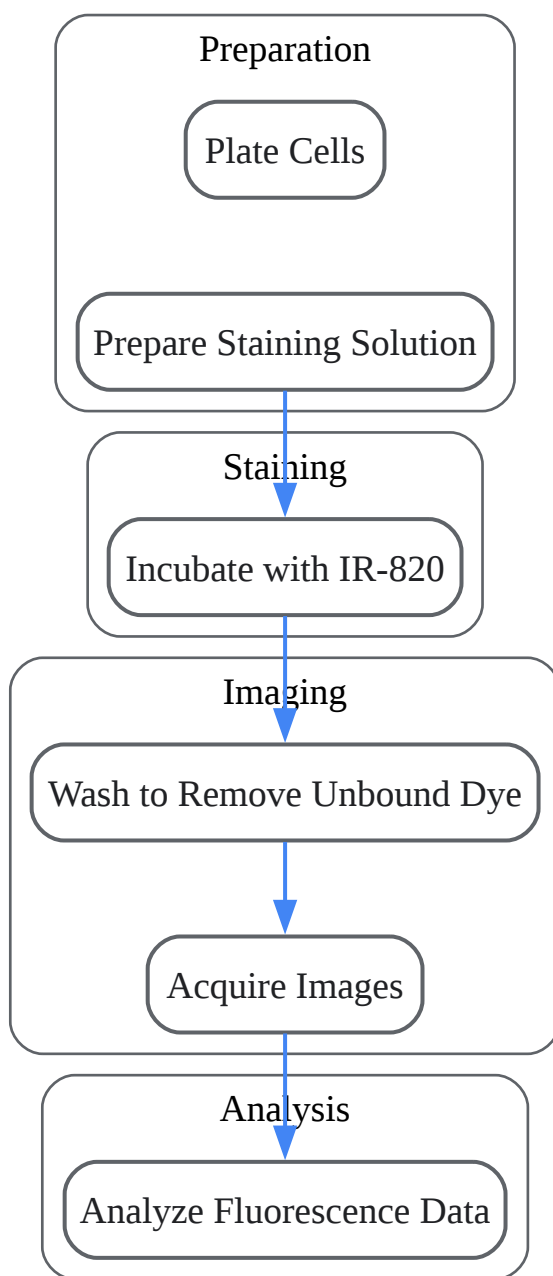 Preparation
Plate Cells
Prepare Staining Solution
Staining
Incubate with IR-820
Imaging
Wash to Remove Unbound Dye
Acquire Images
Analysis
Analyze Fluorescence Data